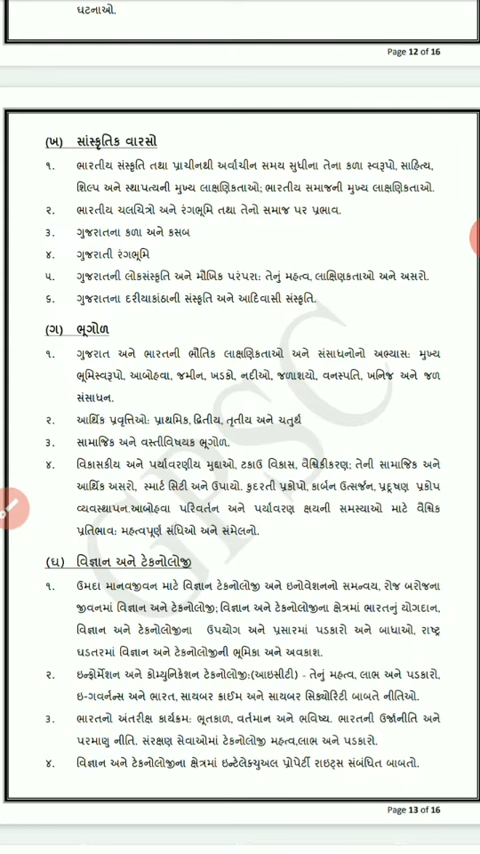 ઘટનાઓ.
Page 12 of 16
(ખ) સાંસ્કૃતિક વારસો
૧. ભારતીય સંસ્કૃતિ તથા પ્રાચીનથી અર્વાચીન સમય સુધીના તેના કળા સ્વરૂપો, સાહિત્ય,
શિલ્પ અને સ્થાપત્યની મુખ્ય લાક્ષણિકતાઓ; ભારતીય સમાજની મુખ્ય લાક્ષણિકતાઓ.
૨. ભારતીય ચલચિત્રો અને રંગભૂમિ તથા તેનો સમાજ પર પ્રભાવ.
૩. ગુજરાતના કળા અને કસબ
૪. ગુજરાતી રંગભૂમિ
૫. ગુજરાતની લોકસંસ્કૃતિ અને મૌખિક પરંપરા: તેનું મહત્વ, લાક્ષિણકતાઓ અને અસરો.
૬. ગુજરાતના દરીયાકાંઠાની સંસ્કૃતિ અને આદિવાસી સંસ્કૃતિ.
(ગ) ભૂગોળ
૧. ગુજરાત અને ભારતની ભૌતિક લાક્ષણિકતાઓ અને સંસાધનોનો અભ્યાસ: મુખ્ય
ભૂમિસ્વરૂપો, આબોહવા, જમીન, ખડકો, નદીઓ, જળાશયો, વનસ્પતિ, ખનિજ અને જળ
સંસાધન.
૨. આર્થિક પ્રવૃત્તિઓ: પ્રાથમિક, દ્વિતીય, તૃતીય અને ચતુર્થ
૩. સામાજિક અને વસ્તીવિષયક ભૂગોળ.
૪. વિકાસકીય અને પર્યાવરણીય મુદ્દાઓ, ટકાઉ વિકાસ, વૈશ્વિકીકરણ; તેની સામાજિક અને
આર્થિક અસરો, સ્માર્ટ સિટી અને ઉપાયો. કુદરતી પ્રકોપો, કાર્બન ઉત્સર્જન, પ્રદૂષણ પ્રકોપ
વ્યવસ્થાપન.આબોહવા પરિવર્તન અને પર્યાવરણ ક્ષયની સમસ્યાઓ માટે વૈશ્વિક
પ્રતિભાવ: મહત્વપૂર્ણ સંધિઓ અને સંમેલનો.
(ઘ) વિજ્ઞાન અને ટેકનોલોજી
૧. ઉમદા માનવજીવન માટે વિજ્ઞાન ટેકનોલોજી અને ઇનોવેશનનો સમન્વય, રોજ બરોજના
જીવનમાં વિજ્ઞાન અને ટેકનોલોજી; વિજ્ઞાન અને ટેકનોલોજીના ક્ષેત્રમાં ભારતનું યોગદાન,
વિજ્ઞાન અને ટેકનોલોજીના ઉપયોગ અને પ્રસારમાં પડકારો અને બાધાઓ, રાષ્ટ્ર
ઘડતરમાં વિજ્ઞાન અને ટેકનોલોજીની ભૂમિકા અને અવકાશ.
૨. ઇન્ફોર્મેશન અને કોમ્યુનિકેશન ટેકનોલોજી:(આઇસીટી) - તેનું મહત્વ, લાભ અને પડકારો,
ઇ-ગવર્નન્સ અને ભારત, સાયબર ક્રાઇમ અને સાયબર સિક્યોરિટી બાબતે નીતિઓ.
૩. ભારતનો અંતરીક્ષ કાર્યક્રમ: ભૂતકાળ, વર્તમાન અને ભવિષ્ય. ભારતની ઉર્જાનીતિ અને
પરમાણુ નીતિ. સંરક્ષણ સેવાઓમાં ટેકનોલોજી મહત્વ,લાભ અને પડકારો.
૪. વિજ્ઞાન અને ટેકનોલોજીના ક્ષેત્રમાં ઇન્ટેલેક્ચુઅલ પ્રોપેર્ટી રાઇટ્સ સંબંધિત બાબતો.
Page 13 of 16
GPSC